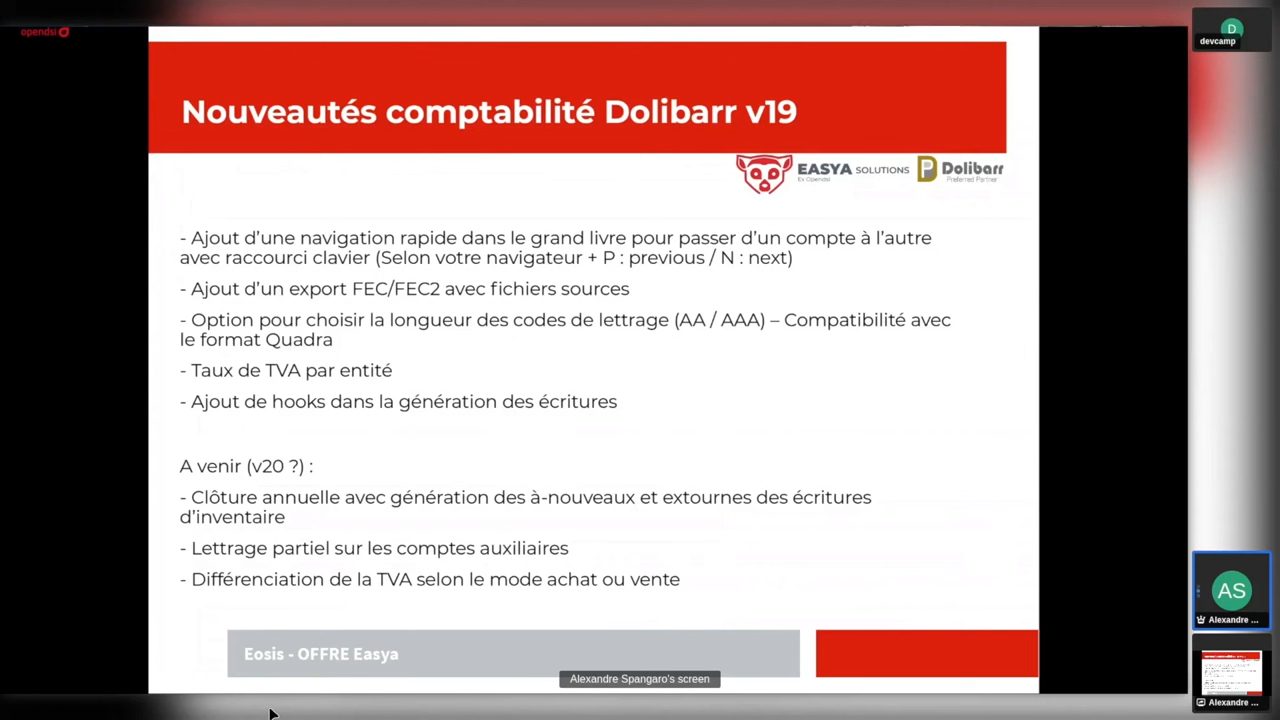 opendsi
D
devcamp
Nouveautés comptabilité Dolibarr v19
EASYA SOLUTIONS
Ex Opendsi
Dolibarr
Preferred Partner
- Ajout d’une navigation rapide dans le grand livre pour passer d’un compte à l’autre
avec raccourci clavier (Selon votre navigateur + P : previous / N : next)
- Ajout d’un export FEC/FEC2 avec fichiers sources
- Option pour choisir la longueur des codes de lettrage (AA / AAA) – Compatibilité avec
le format Quadra
- Taux de TVA par entité
- Ajout de hooks dans la génération des écritures
A venir (v20 ?) :
- Clôture annuelle avec génération des à-nouveaux et extournes des écritures
d’inventaire
- Lettrage partiel sur les comptes auxiliaires
- Différenciation de la TVA selon le mode achat ou vente
AS
Alexandre ...
Eosis - OFFRE Easya
Alexandre Spangaro's screen
Alexandre ...